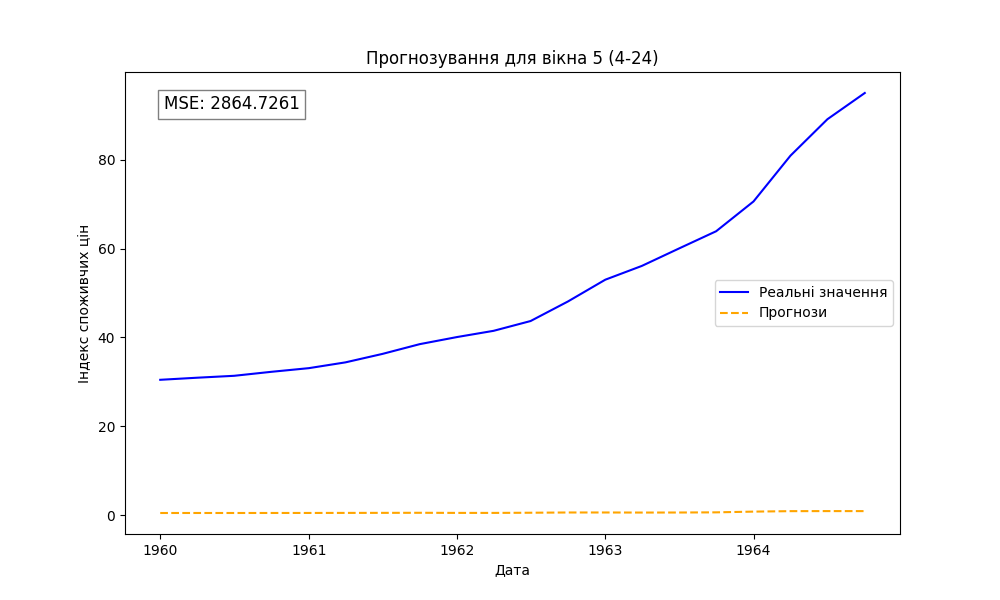 Прогнозування для вікна 5 (4-24)
MSE: 2864.7261
80
60
40
20
0
Індекс споживчих цін
Реальні значення
Прогнози
1960 1961 1962 1963 1964
Дата